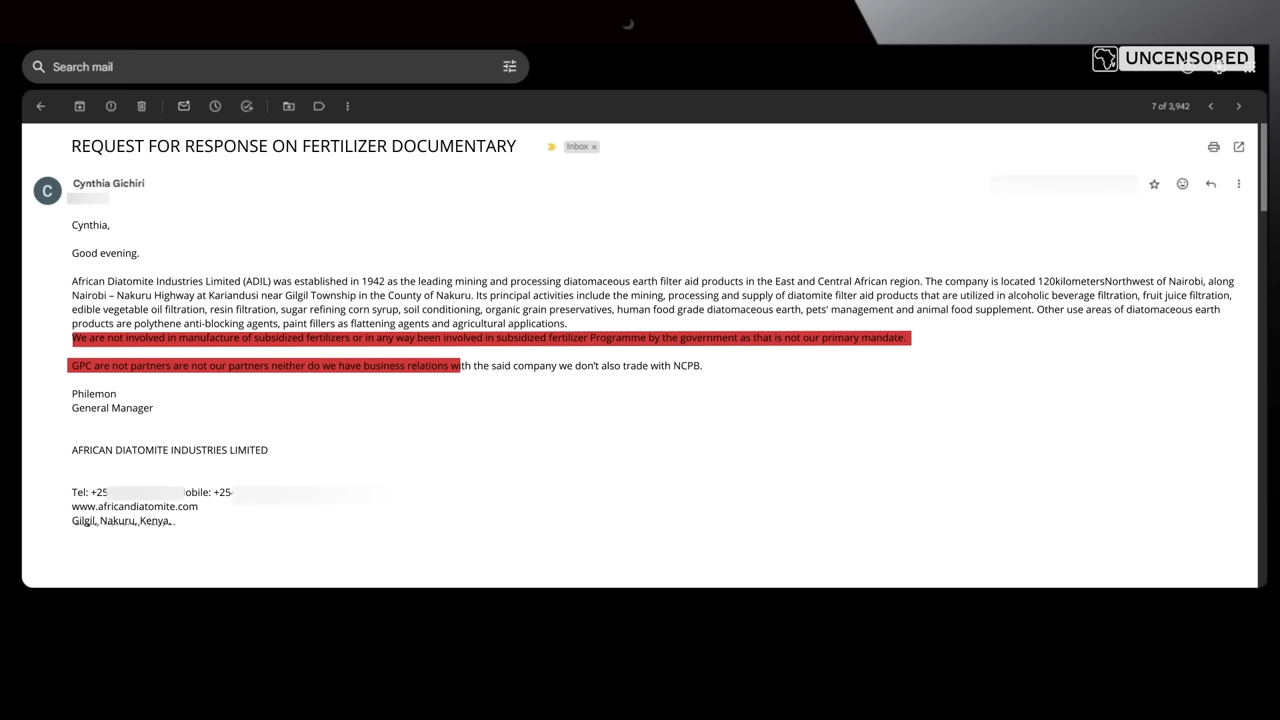 Search mail
UNCENSORED
7 of 3,942
REQUEST FOR RESPONSE ON FERTILIZER DOCUMENTARY
Inbox ×
C
Cynthia Gichiri
Cynthia,
Good evening.
African Diatomite Industries Limited (ADIL) was established in 1942 as the leading mining and processing diatomaceous earth filter aid products in the East and Central African region. The company is located 120kilometersNorthwest of Nairobi, along
Nairobi – Nakuru Highway at Kariandusi near Gilgil Township in the County of Nakuru. Its principal activities include the mining, processing and supply of diatomite filter aid products that are utilized in alcoholic beverage filtration, fruit juice filtration,
edible vegetable oil filtration, resin filtration, sugar refining corn syrup, soil conditioning, organic grain preservatives, human food grade diatomaceous earth, pets' management and animal food supplement. Other use areas of diatomaceous earth
products are polythene anti-blocking agents, paint fillers as flattening agents and agricultural applications.
We are not involved in manufacture of subsidized fertilizers or in any way been involved in subsidized fertilizer Programme by the government as that is not our primary mandate.
GPC are not partners are not our partners neither do we have business relations with the said company we don't also trade with NCPB.
Philemon
General Manager
AFRICAN DIATOMITE INDUSTRIES LIMITED
Tel: +25 obile: +25
www.africandiatomite.com
Gilgil, Nakuru, Kenya.